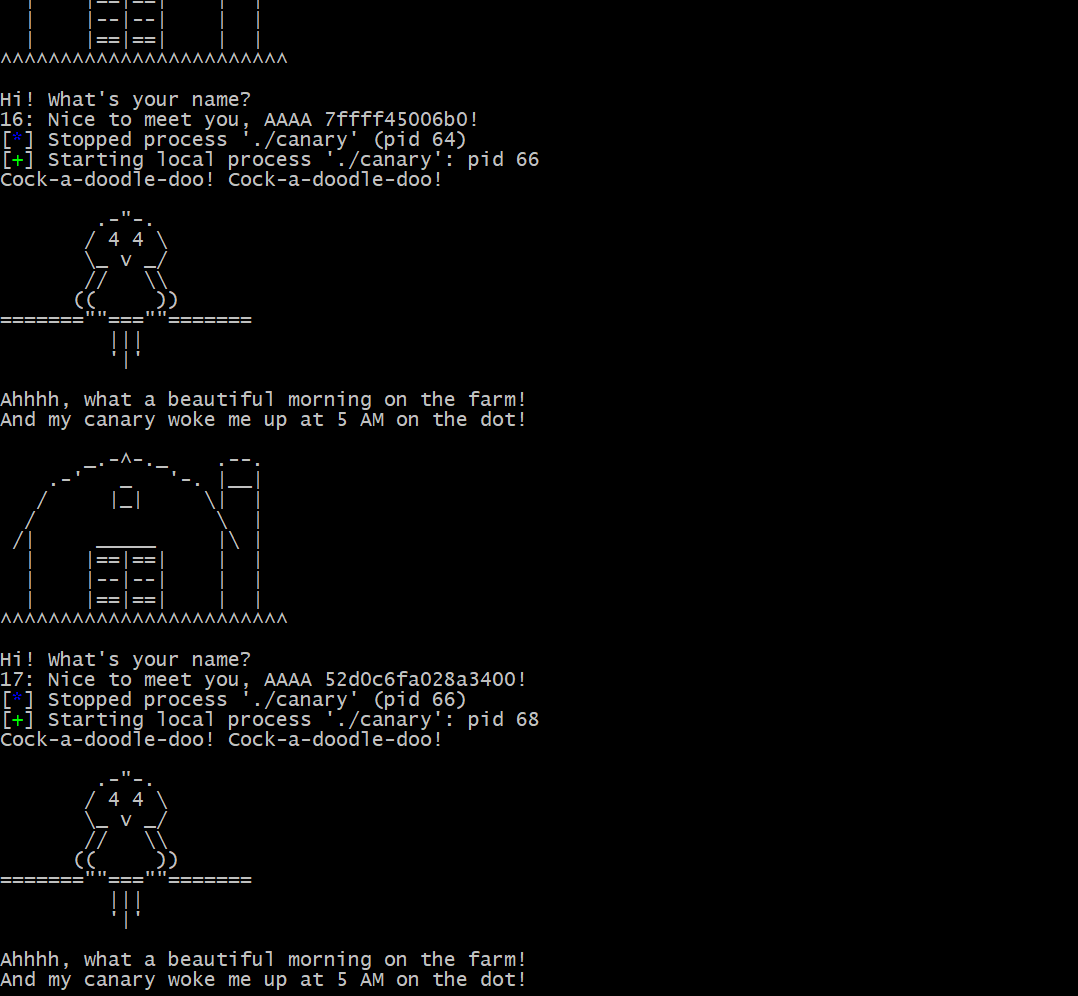 |    |==|==|    |  |
  |    |--|--|    |  |
  |    |==|==|    |  |
^^^^^^^^^^^^^^^^^^^^^^^^
Hi! What's your name?
16: Nice to meet you, AAAA 7ffff45006b0!
[*] Stopped process './canary' (pid 64)
[+] Starting local process './canary': pid 66
Cock-a-doodle-doo! Cock-a-doodle-doo!
        .-"-.
       / 4 4 \
       \_ v _/
       //   \\
      ((     ))
=======""===""=======
         |||
         '|'
Ahhhh, what a beautiful morning on the farm!
And my canary woke me up at 5 AM on the dot!
       _.-^-._    .--.
    .-'   _   '-. |__|
   /     |_|     \|  |
  /               \  |
 /|     _____     |\ |
  |    |==|==|    |  |
  |    |--|--|    |  |
  |    |==|==|    |  |
^^^^^^^^^^^^^^^^^^^^^^^^
Hi! What's your name?
17: Nice to meet you, AAAA 52d0c6fa028a3400!
[*] Stopped process './canary' (pid 66)
[+] Starting local process './canary': pid 68
Cock-a-doodle-doo! Cock-a-doodle-doo!
        .-"-.
       / 4 4 \
       \_ v _/
       //   \\
      ((     ))
=======""===""=======
         |||
         '|'
Ahhhh, what a beautiful morning on the farm!
And my canary woke me up at 5 AM on the dot!